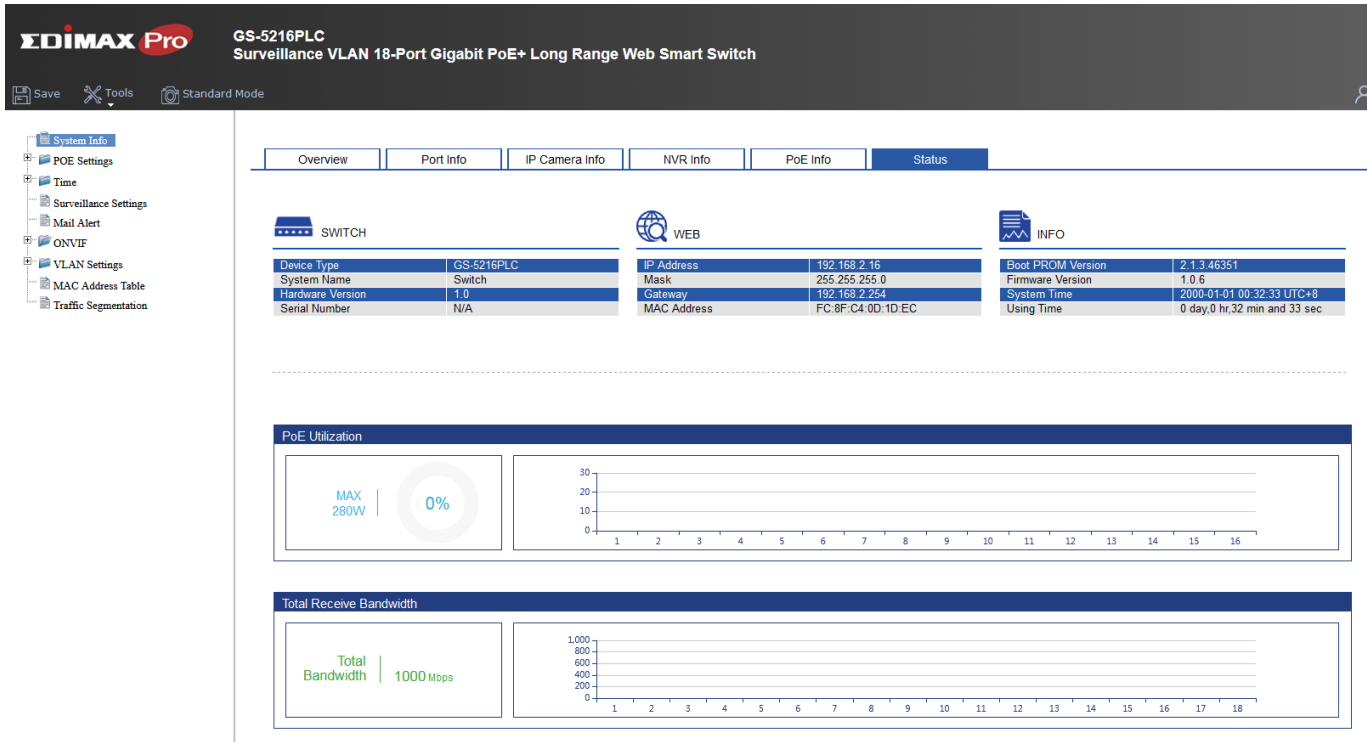 EDIMAX Pro
GS-5216PLC
Surveillance VLAN 18-Port Gigabit PoE+ Long Range Web Smart Switch
Save Tools Standard Mode
System Info
POE Settings
Time
Surveillance Settings
Mail Alert
ONVIF
VLAN Settings
MAC Address Table
Traffic Segmentation
Overview Port Info IP Camera Info NVR Info PoE Info Status
SWITCH
Device Type GS-5216PLC
System Name Switch
Hardware Version 1.0
Serial Number N/A
WEB
IP Address 192.168.2.16
Mask 255.255.255.0
Gateway 192.168.2.254
MAC Address FC:8F:C4:0D:1D:EC
INFO
Boot PROM Version 2.1.3.46351
Firmware Version 1.0.6
System Time 2000-01-01 00:32:33 UTC+8
Using Time 0 day,0 hr,32 min and 33 sec
PoE Utilization
MAX
280W
0%
30
20
10
0
1 2 3 4 5 6 7 8 9 10 11 12 13 14 15 16
Total Receive Bandwidth
Total
Bandwidth
1000 Mbps
1,000
800
600
400
200
0
1 2 3 4 5 6 7 8 9 10 11 12 13 14 15 16 17 18